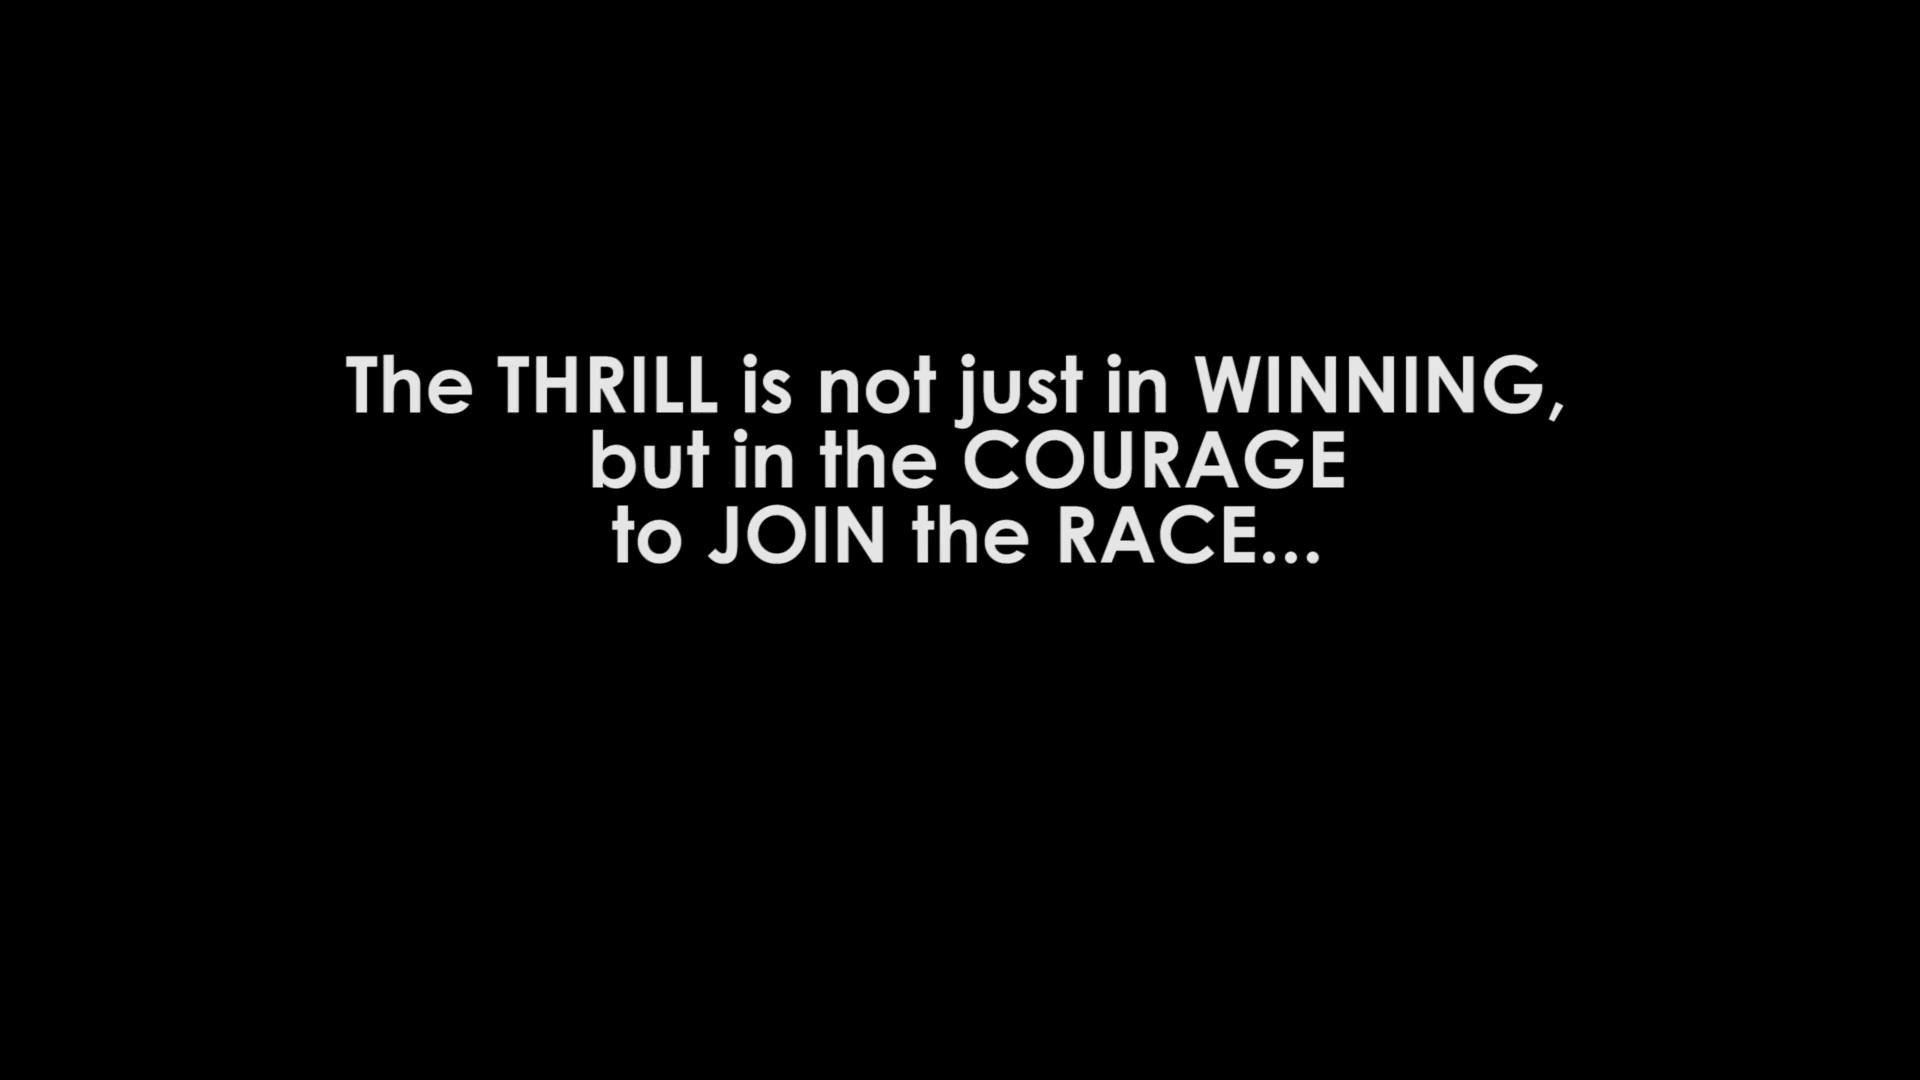 The THRILL is not just in WINNING,
but in the COURAGE
to JOIN the RACE...